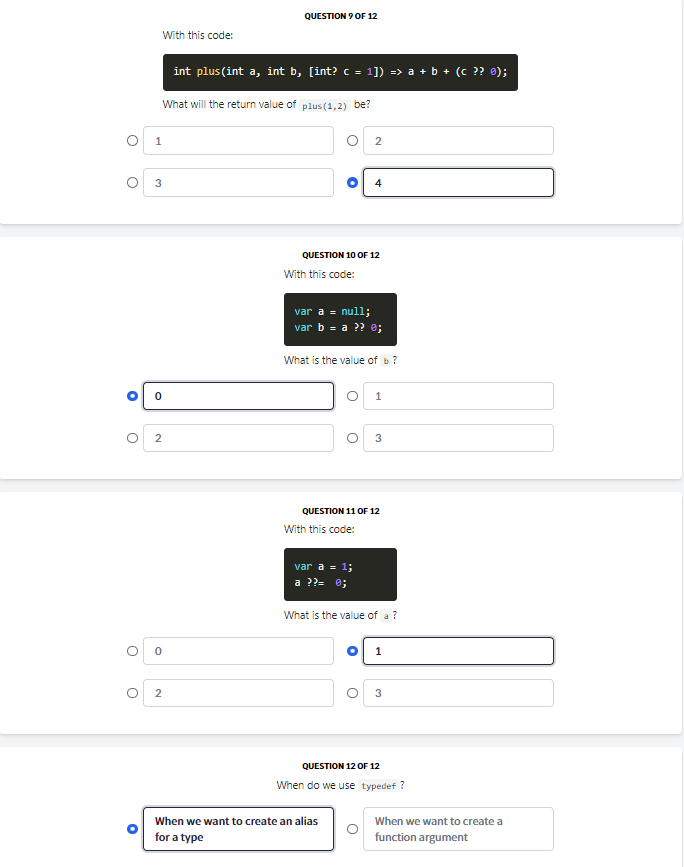 QUESTION 9 OF 12
With this code:
int plus(int a, int b, [int? c = 1]) => a + b + (c ?? 0);
What will the return value of plus(1,2) be?
1
2
3
4
QUESTION 10 OF 12
With this code:
var a = null;
var b = a ?? 0;
What is the value of b ?
0
1
2
3
QUESTION 11 OF 12
With this code:
var a = 1;
a ??=  0;
What is the value of a ?
0
1
2
3
QUESTION 12 OF 12
When do we use typedef ?
When we want to create an alias
for a type
When we want to create a
function argument